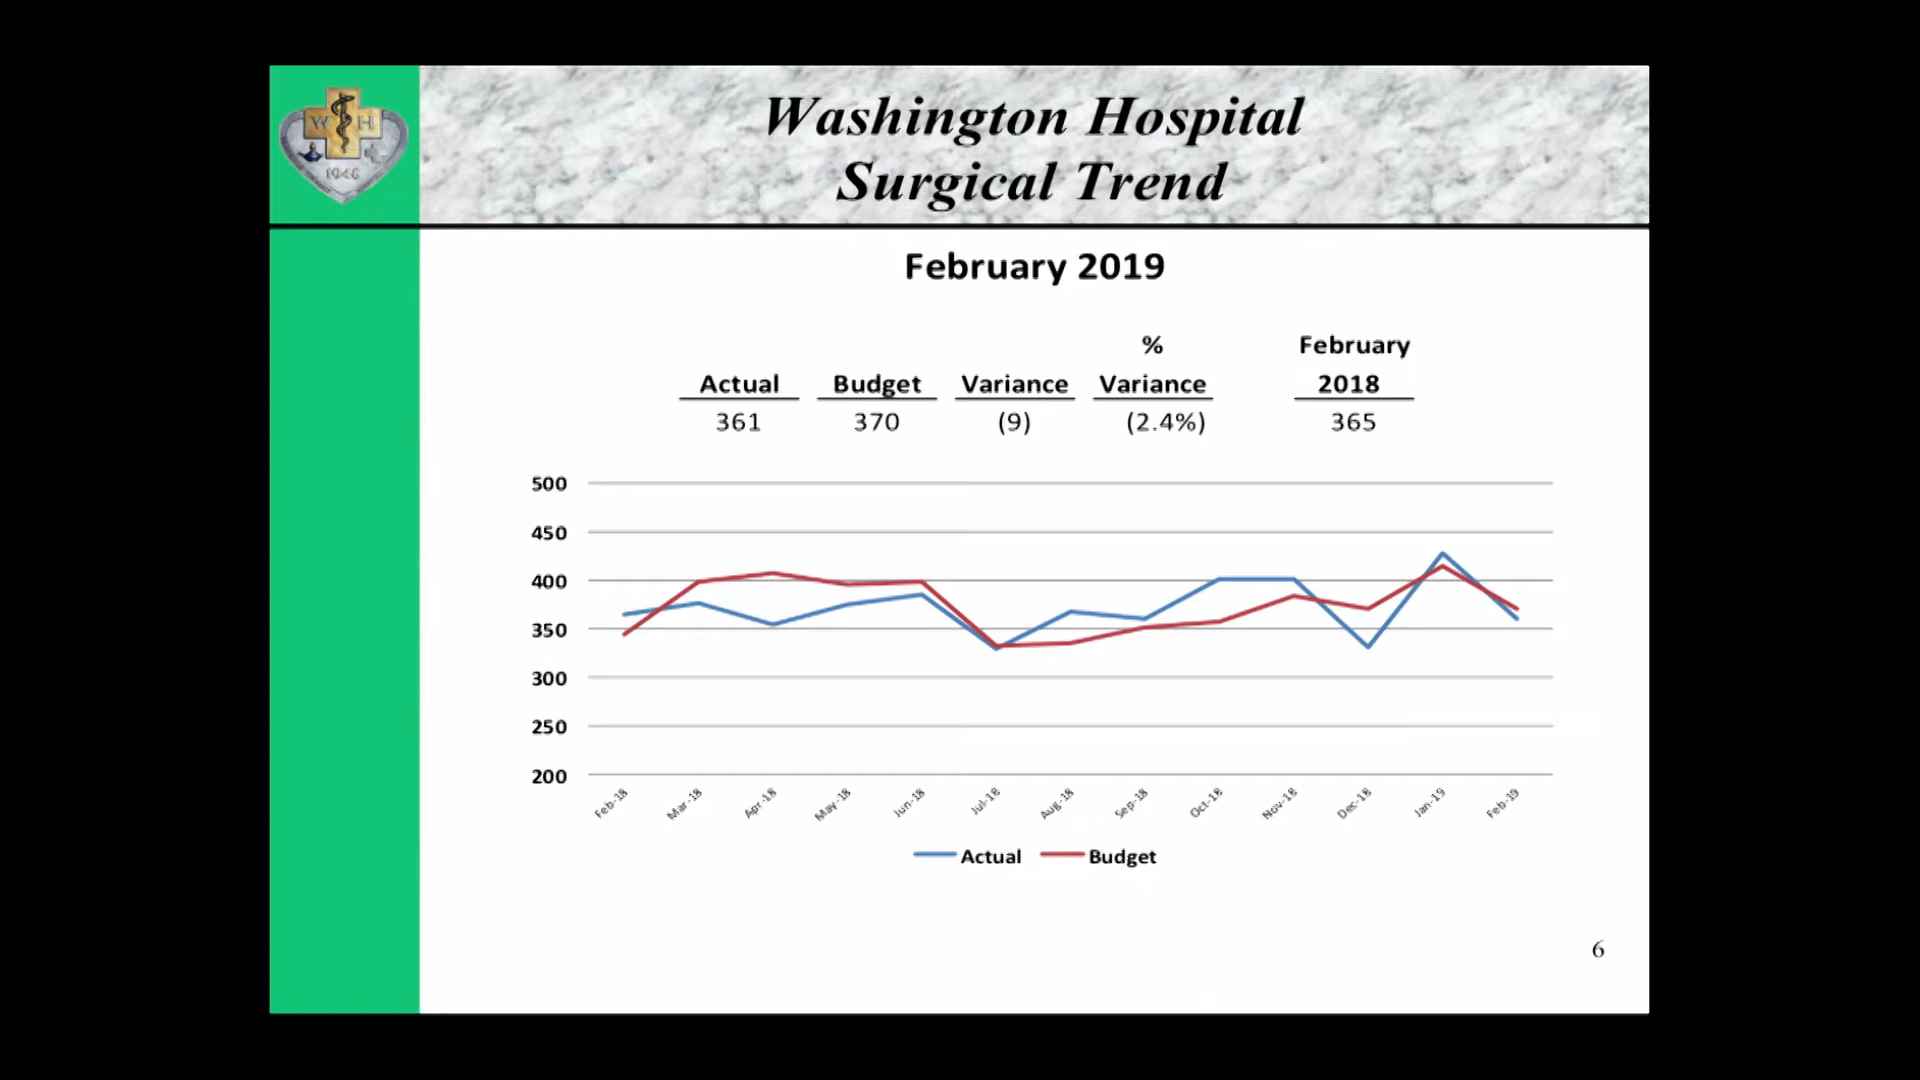 W H
1948
Washington Hospital
Surgical Trend
February 2019
Actual Budget Variance % Variance February 2018
361 370 (9) (2.4%) 365
500
450
400
350
300
250
200
Feb-18 Mar-18 Apr-18 May-18 Jun-18 Jul-18 Aug-18 Sep-18 Oct-18 Nov-18 Dec-18 Jan-19 Feb-19
Actual Budget
6